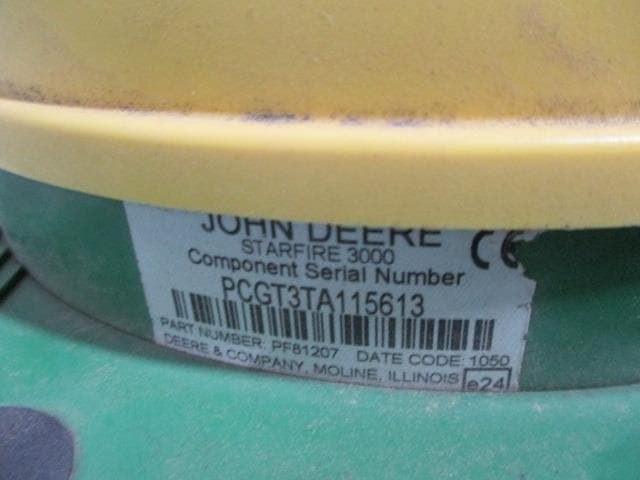 JOHN DEERE
STARFIRE 3000
Component Serial Number
PCGT3TA115613
PART NUMBER: PF81207 DATE CODE: 1050
DEERE & COMPANY, MOLINE, ILLINOIS
CE
e24